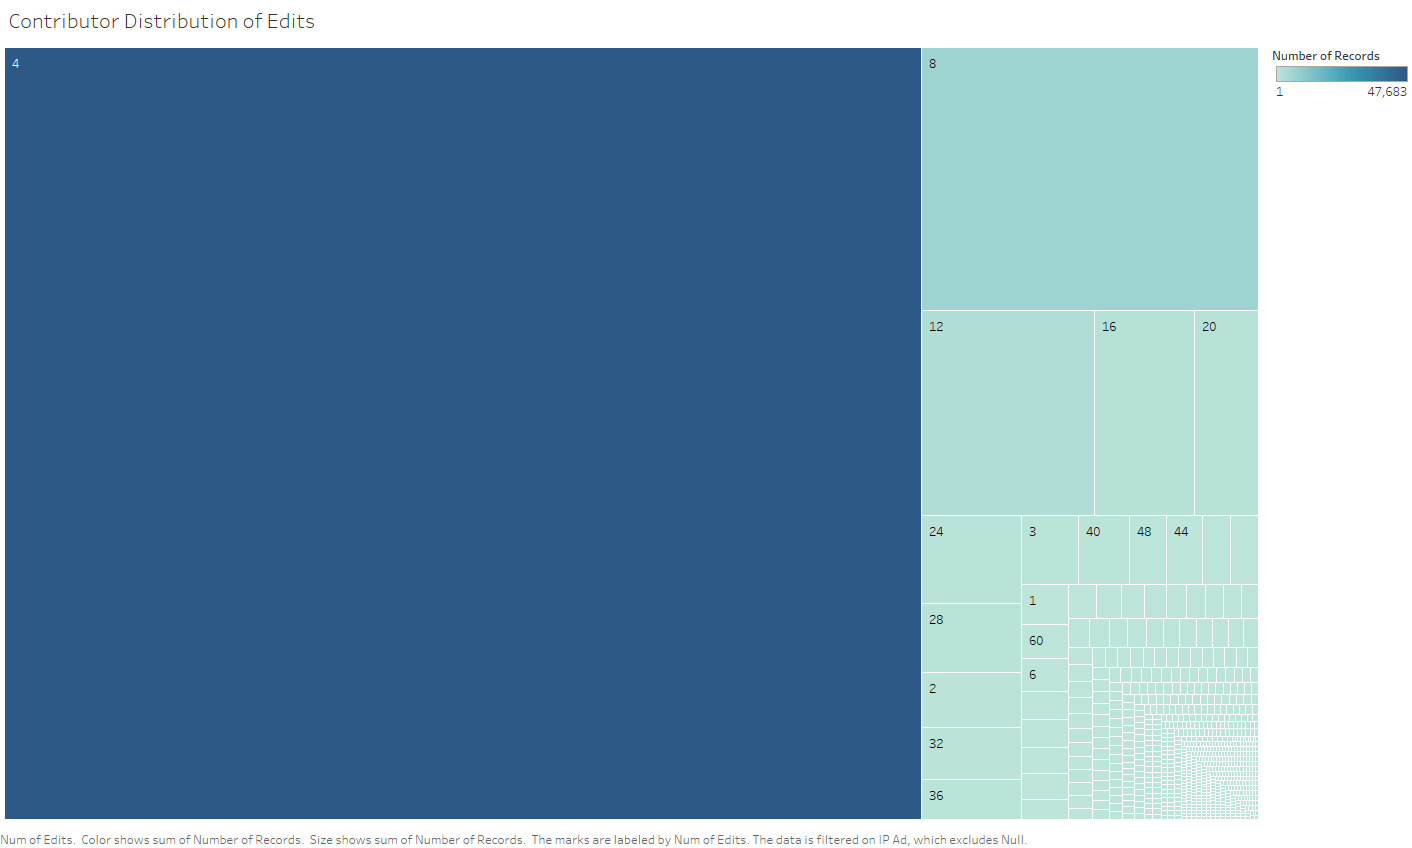 Contributor Distribution of Edits
Number of Records
1 47,683
4
8
12 16 20
24 3 40 48 44
1
28
60
6
2
32
36
Num of Edits. Color shows sum of Number of Records. Size shows sum of Number of Records. The marks are labeled by Num of Edits. The data is filtered on IP Ad, which excludes Null.